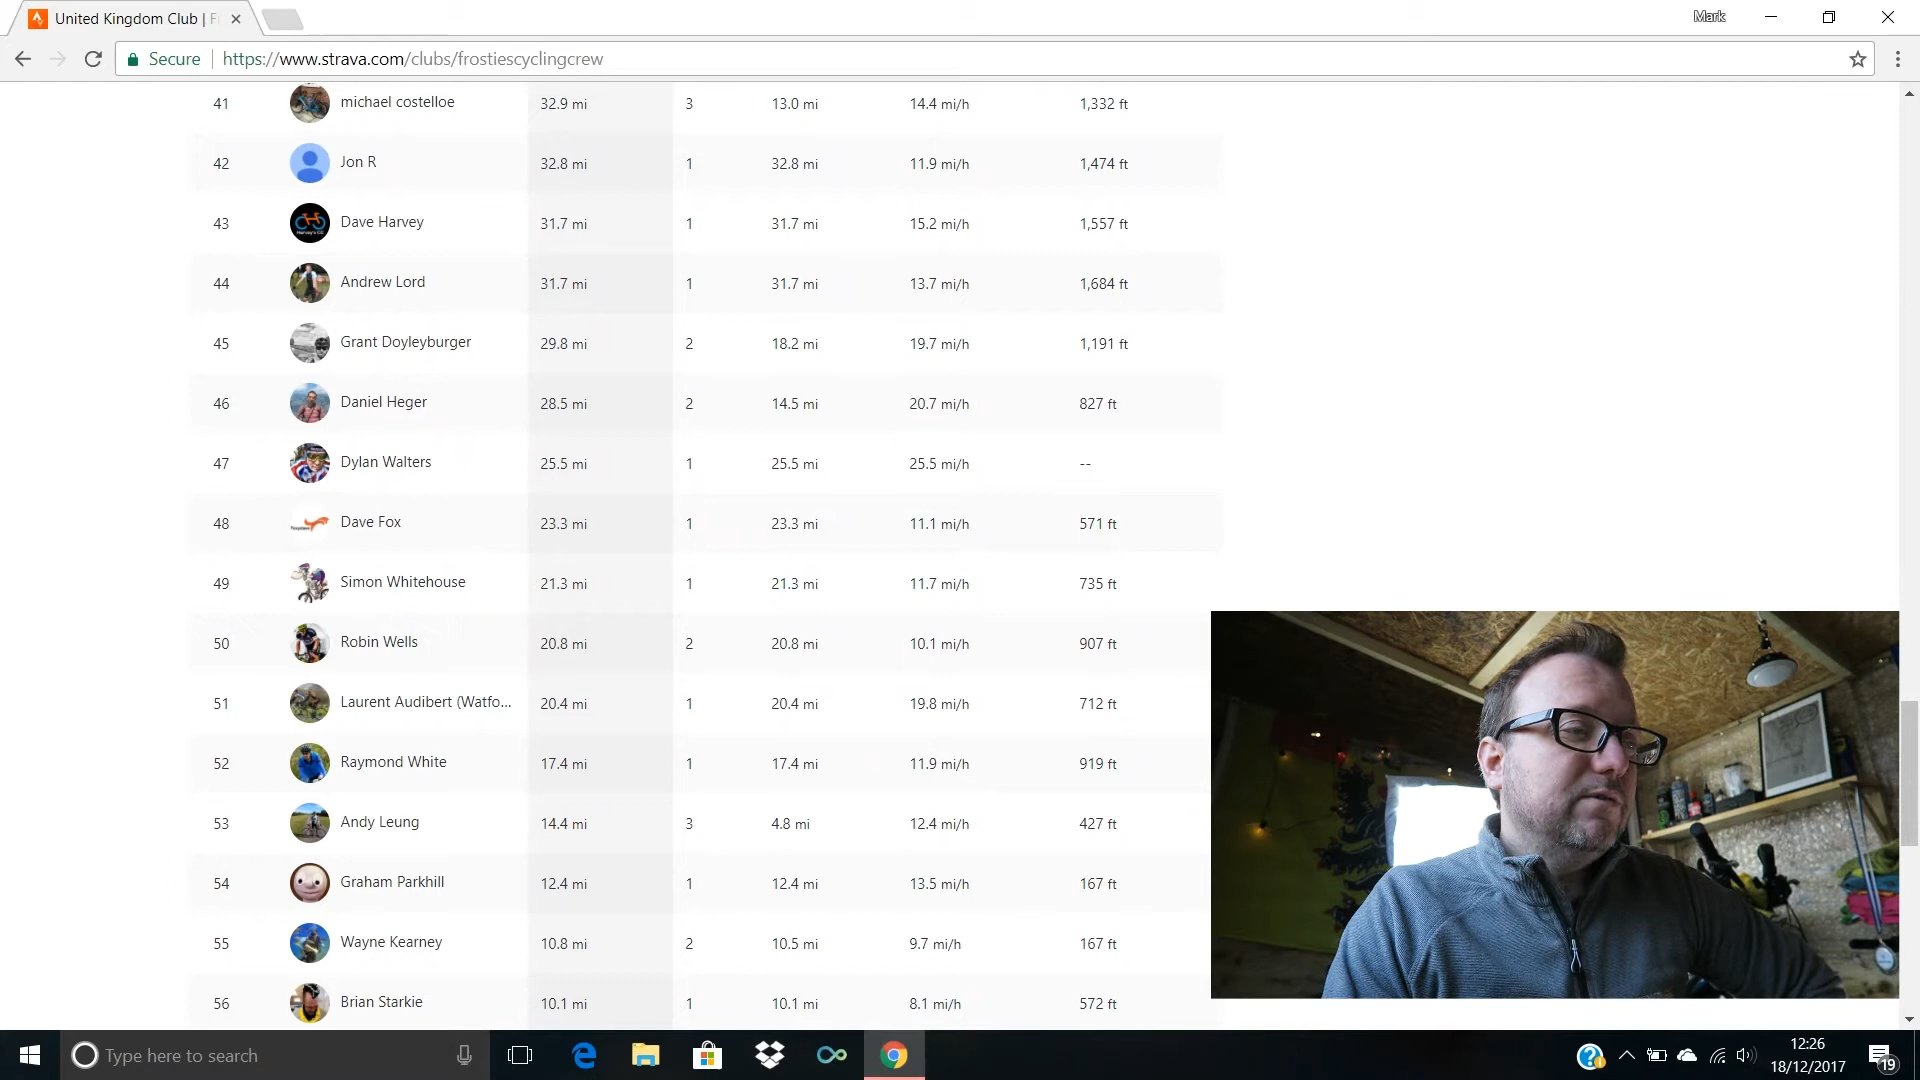 United Kingdom Club | F
Mark
Secure
https://www.strava.com/clubs/frostiescyclingcrew
41 michael costelloe 32.9 mi 3 13.0 mi 14.4 mi/h 1,332 ft
42 Jon R 32.8 mi 1 32.8 mi 11.9 mi/h 1,474 ft
43 Dave Harvey 31.7 mi 1 31.7 mi 15.2 mi/h 1,557 ft
44 Andrew Lord 31.7 mi 1 31.7 mi 13.7 mi/h 1,684 ft
45 Grant Doyleyburger 29.8 mi 2 18.2 mi 19.7 mi/h 1,191 ft
46 Daniel Heger 28.5 mi 2 14.5 mi 20.7 mi/h 827 ft
47 Dylan Walters 25.5 mi 1 25.5 mi 25.5 mi/h --
48 Dave Fox 23.3 mi 1 23.3 mi 11.1 mi/h 571 ft
49 Simon Whitehouse 21.3 mi 1 21.3 mi 11.7 mi/h 735 ft
50 Robin Wells 20.8 mi 2 20.8 mi 10.1 mi/h 907 ft
51 Laurent Audibert (Watfo... 20.4 mi 1 20.4 mi 19.8 mi/h 712 ft
52 Raymond White 17.4 mi 1 17.4 mi 11.9 mi/h 919 ft
53 Andy Leung 14.4 mi 3 4.8 mi 12.4 mi/h 427 ft
54 Graham Parkhill 12.4 mi 1 12.4 mi 13.5 mi/h 167 ft
55 Wayne Kearney 10.8 mi 2 10.5 mi 9.7 mi/h 167 ft
56 Brian Starkie 10.1 mi 1 10.1 mi 8.1 mi/h 572 ft
Type here to search
12:26
18/12/2017
19